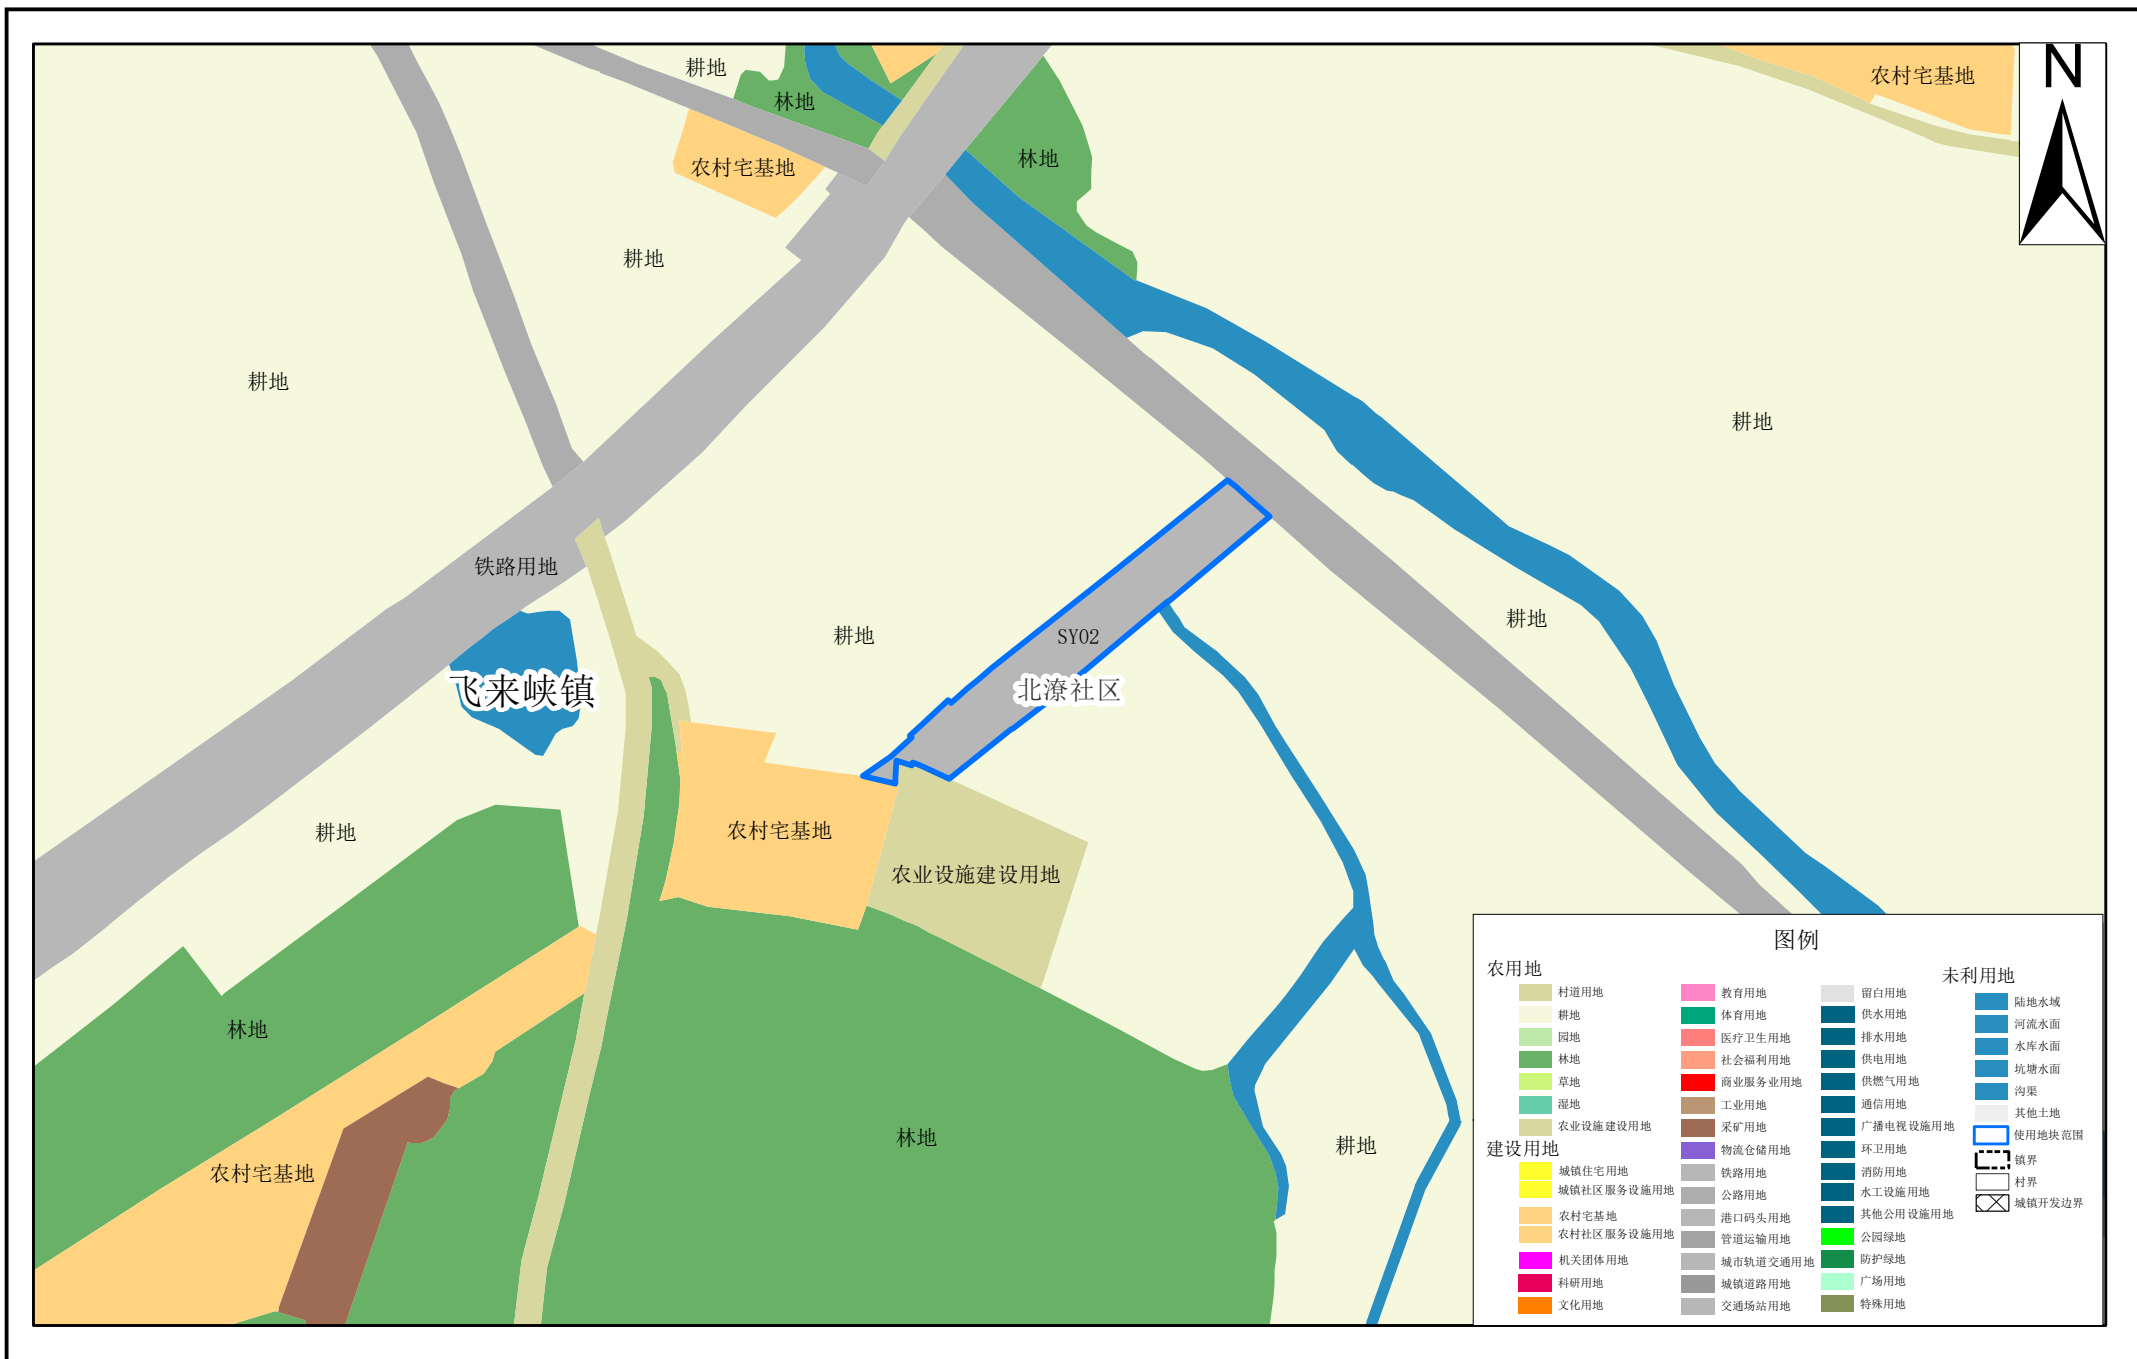 耕地
农村宅基地
N
林地
林地
农村宅基地
耕地
耕地
耕地
铁路用地
耕地
耕地
SY02
飞来峡镇
北潦社区
耕地
农村宅基地
农业设施建设用地
林地
林地
耕地
农村宅基地
图例
农用地
村道用地
耕地
园地
林地
草地
湿地
农业设施建设用地
建设用地
城镇住宅用地
城镇社区服务设施用地
农村宅基地
农村社区服务设施用地
机关团体用地
科研用地
文化用地
教育用地
体育用地
医疗卫生用地
社会福利用地
商业服务业用地
工业用地
采矿用地
物流仓储用地
铁路用地
公路用地
港口码头用地
管道运输用地
城市轨道交通用地
城镇道路用地
交通场站用地
留白用地
供水用地
排水用地
供电用地
供燃气用地
通信用地
广播电视设施用地
环卫用地
消防用地
水工设施用地
其他公用设施用地
公园绿地
防护绿地
广场用地
特殊用地
未利用地
陆地水域
河流水面
水库水面
坑塘水面
沟渠
其他土地
使用地块范围
镇界
村界
城镇开发边界